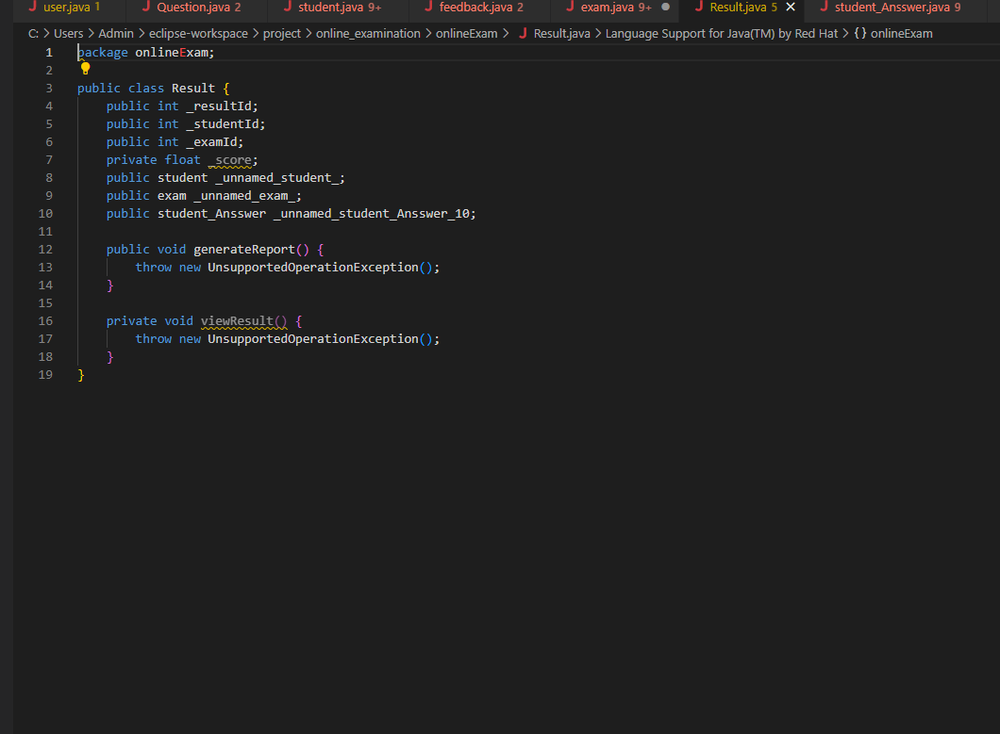 user.java 1 Question.java 2 student.java 9+ feedback.java 2 exam.java 9+ Result.java 5 student_Ansswer.java 9
C: > Users > Admin > eclipse-workspace > project > online_examination > onlineExam > Result.java > Language Support for Java(TM) by Red Hat > {} onlineExam
1 package onlineExam;
2
3 public class Result {
4 public int _resultId;
5 public int _studentId;
6 public int _examId;
7 private float _score;
8 public student _unnamed_student_;
9 public exam _unnamed_exam_;
10 public student_Ansswer _unnamed_student_Ansswer_10;
11
12 public void generateReport() {
13 throw new UnsupportedOperationException();
14 }
15
16 private void viewResult() {
17 throw new UnsupportedOperationException();
18 }
19 }